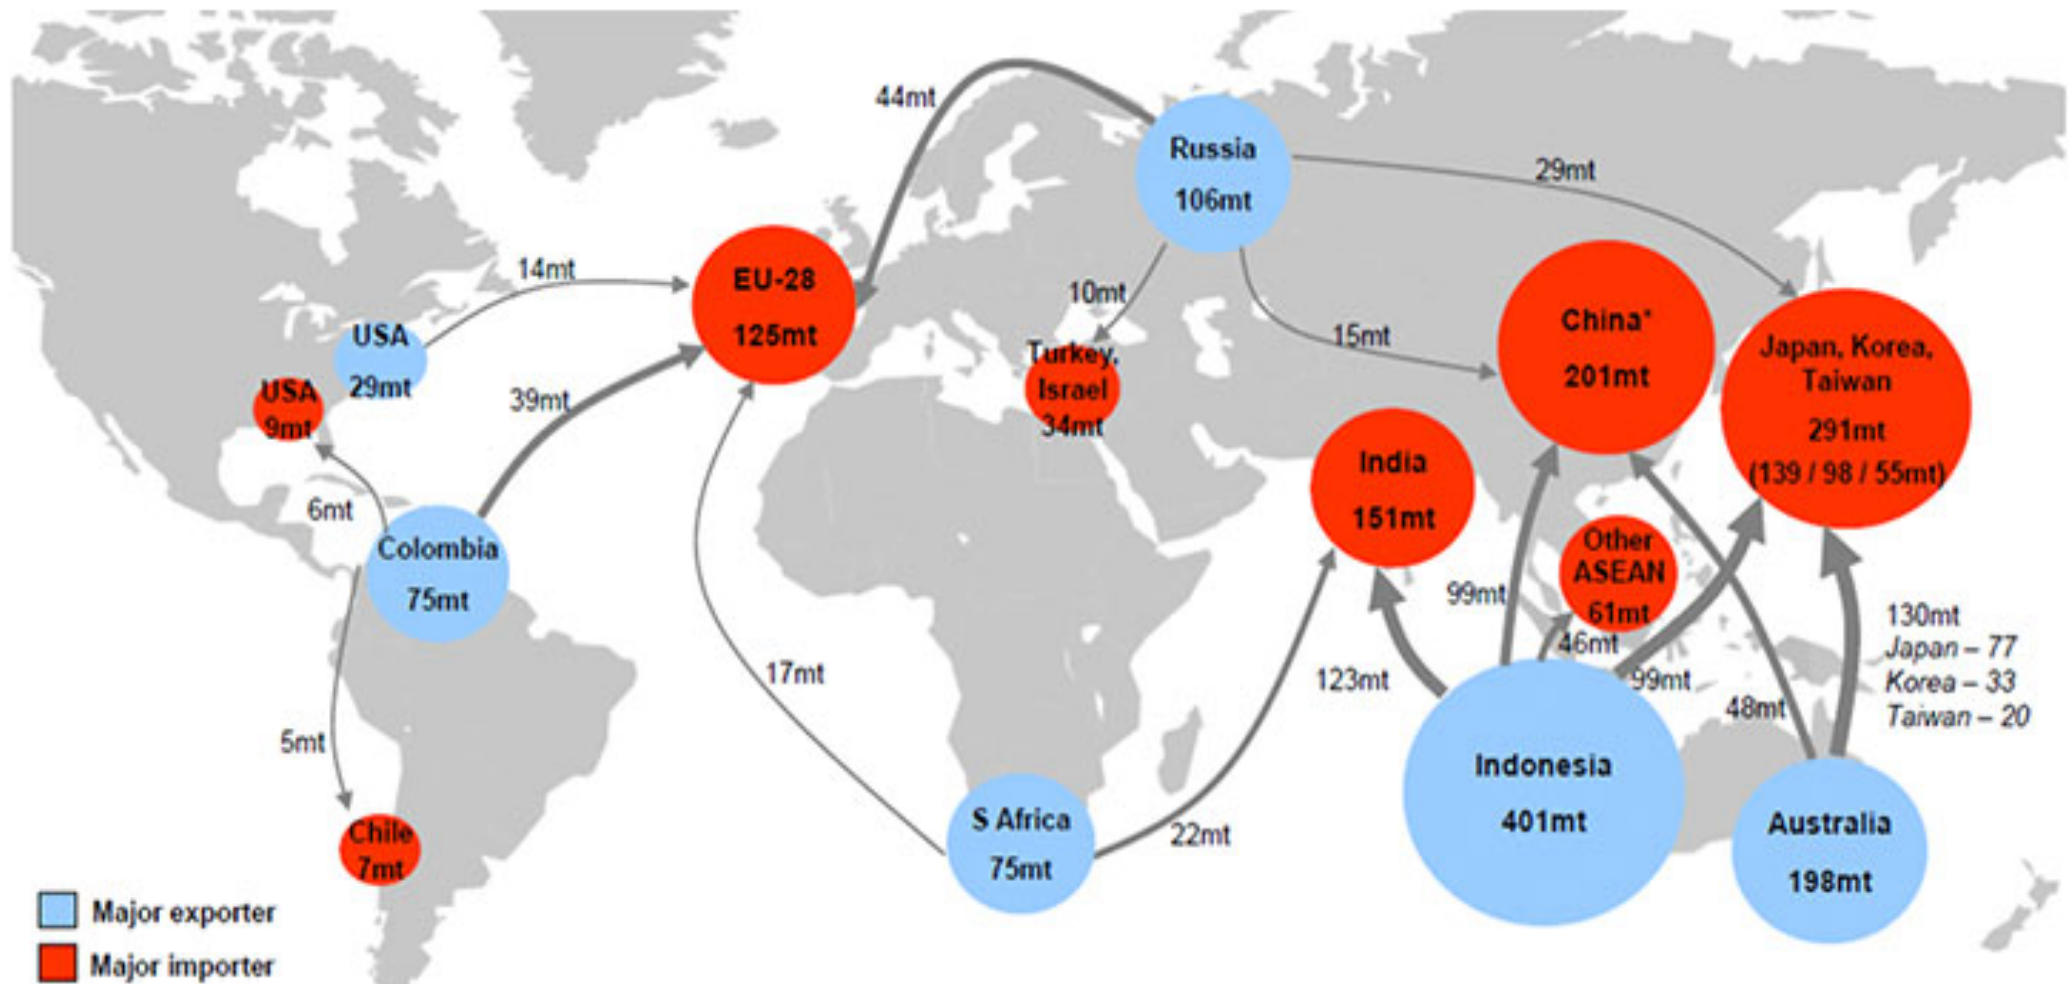 44mt
Russia
106mt
29mt
EU-28
125mt
14mt
USA
29mt
USA
9mt
39mt
10mt
Turkey,
Israel
34mt
15mt
China*
201mt
Japan, Korea,
Taiwan
291mt
(139 / 98 / 55mt)
India
151mt
6mt
Colombia
75mt
Other
ASEAN
61mt
99mt
46mt
99mt
123mt
48mt
130mt
Japan – 77
Korea – 33
Taiwan – 20
17mt
5mt
Chile
7mt
S Africa
75mt
22mt
Indonesia
401mt
Australia
198mt
Major exporter
Major importer